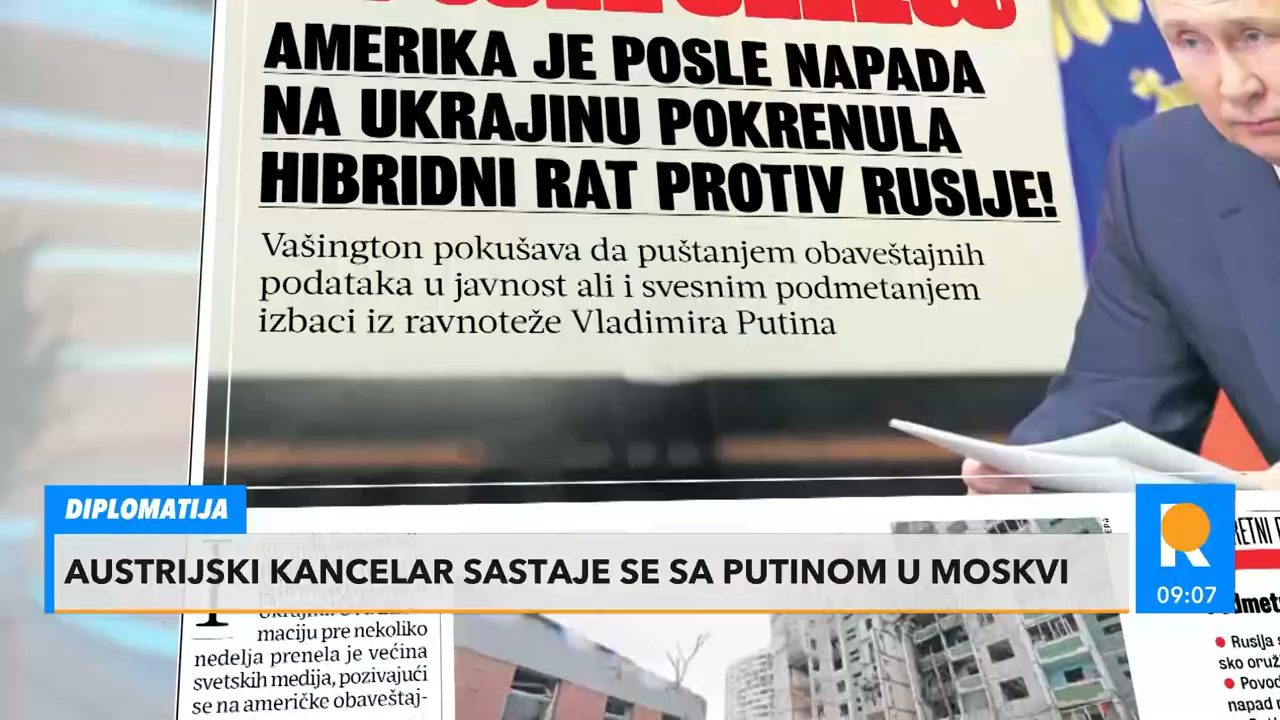 AMERIKA JE POSLE NAPADA
NA UKRAJINU POKRENULA
HIBRIDNI RAT PROTIV RUSIJE!
Vašington pokušava da puštanjem obaveštajnih
podataka u javnost ali i svesnim podmetanjem
izbaci iz ravnoteže Vladimira Putina
DIPLOMATIJA
AUSTRIJSKI KANCELAR SASTAJE SE SA PUTINOM U MOSKVI
R
09:07
maciju pre nekoliko
nedelja prenela je većina
svetskih medija, pozivajući
se na američke obaveštaj-
EPA
Rusija
sko
Povod
napad